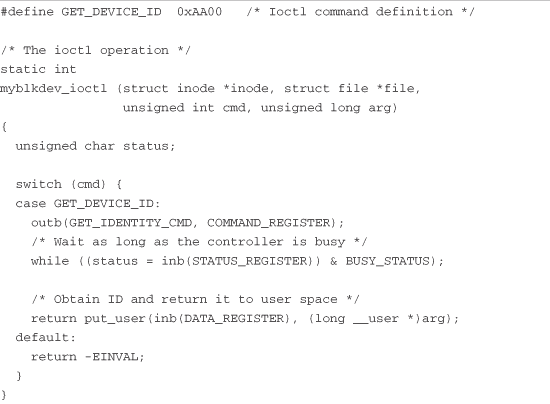 #define GET_DEVICE_ID  0xAA00   /* Ioctl command definition */

/* The ioctl operation */
static int
myblkdev_ioctl (struct inode *inode, struct file *file,
                unsigned int cmd, unsigned long arg)
{
  unsigned char status;

  switch (cmd) {
  case GET_DEVICE_ID:
    outb(GET_IDENTITY_CMD, COMMAND_REGISTER);
    /* Wait as long as the controller is busy */
    while ((status = inb(STATUS_REGISTER)) & BUSY_STATUS);

    /* Obtain ID and return it to user space */
    return put_user(inb(DATA_REGISTER), (long __user *)arg);
  default:
    return -EINVAL;
  }
}